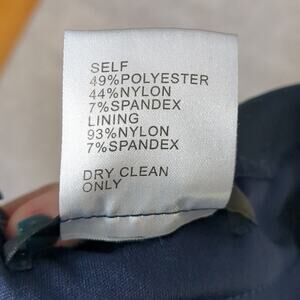 SELF
49%POLYESTER
44%NYLON
7%SPANDEX
LINING
93%NYLON
7%SPANDEX
DRY CLEAN
ONLY